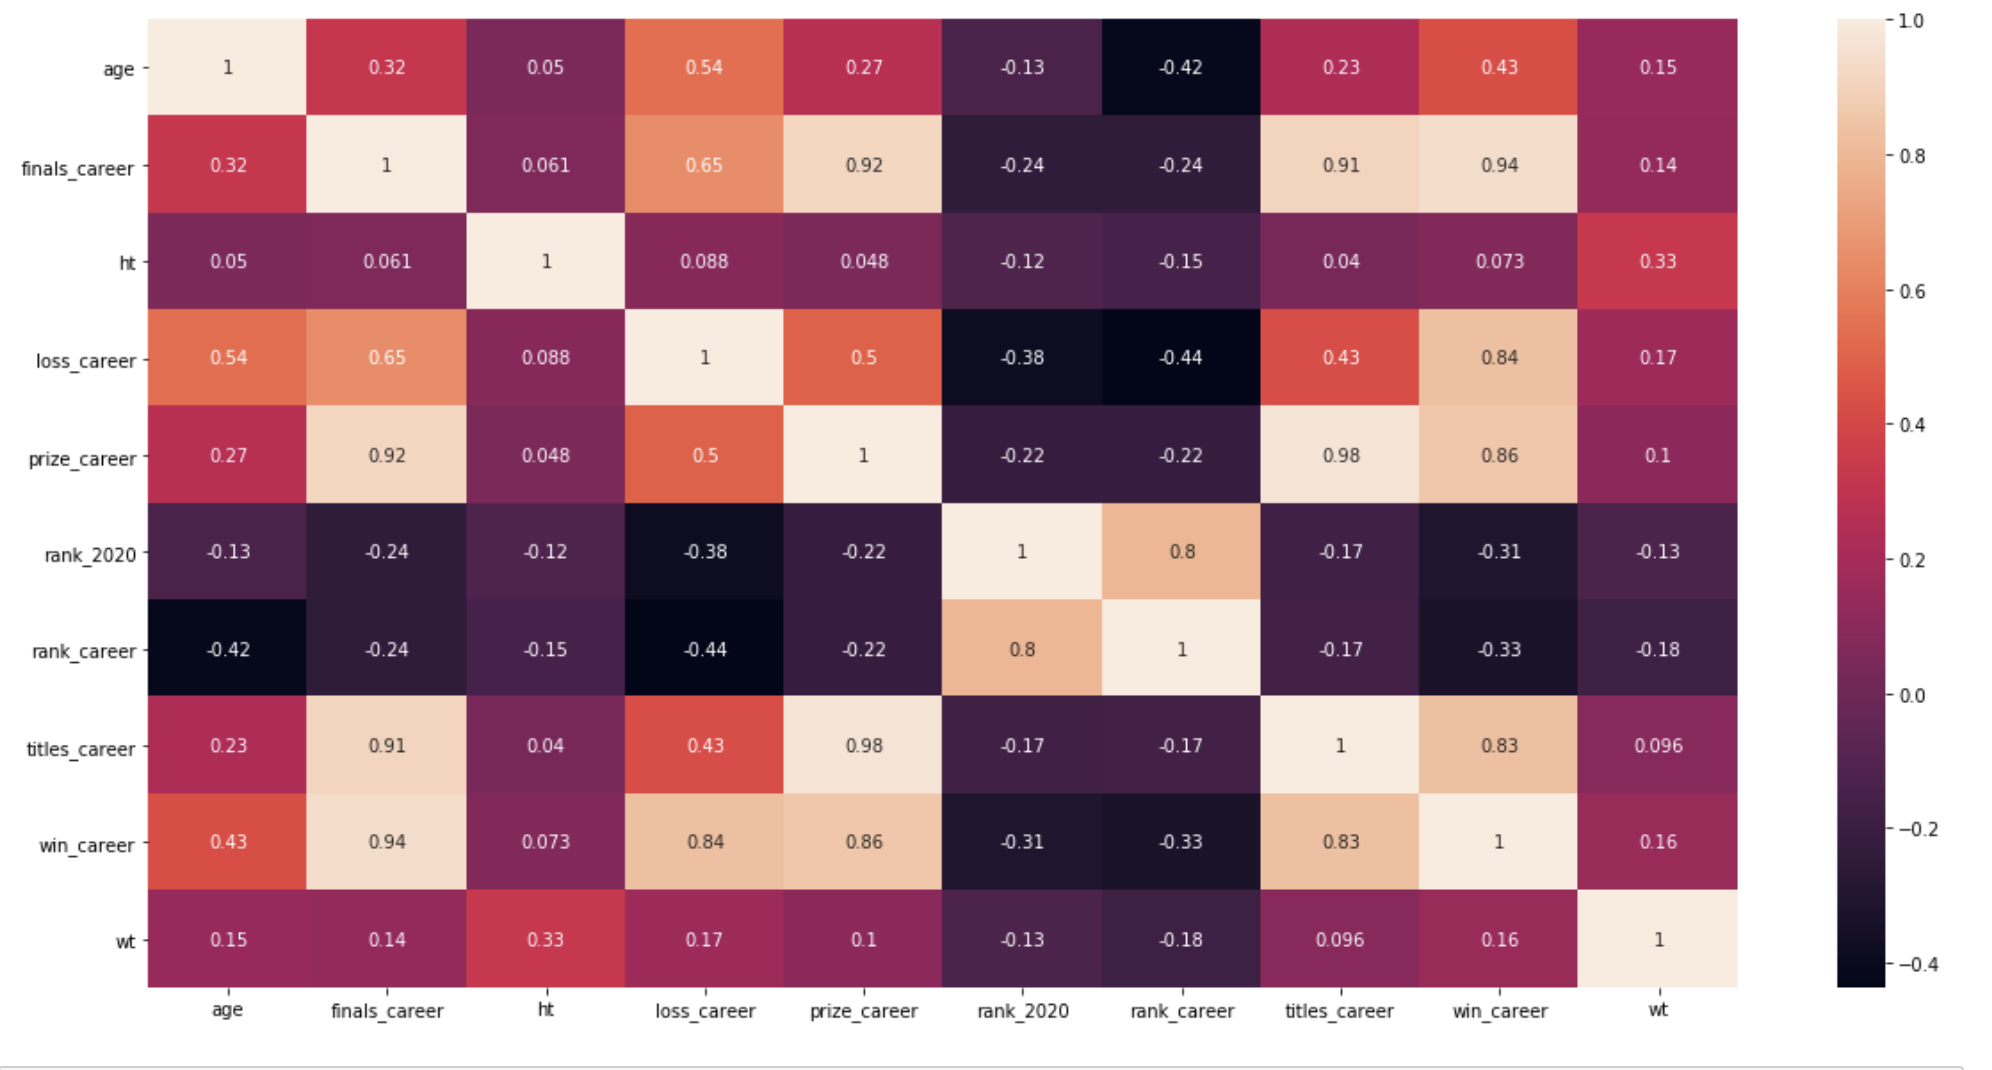 age 1 0.32 0.05 0.54 0.27 -0.13 -0.42 0.23 0.43 0.15
finals_career 0.32 1 0.061 0.65 0.92 -0.24 -0.24 0.91 0.94 0.14
ht 0.05 0.061 1 0.088 0.048 -0.12 -0.15 0.04 0.073 0.33
loss_career 0.54 0.65 0.088 1 0.5 -0.38 -0.44 0.43 0.84 0.17
prize_career 0.27 0.92 0.048 0.5 1 -0.22 -0.22 0.98 0.86 0.1
rank_2020 -0.13 -0.24 -0.12 -0.38 -0.22 1 0.8 -0.17 -0.31 -0.13
rank_career -0.42 -0.24 -0.15 -0.44 -0.22 0.8 1 -0.17 -0.33 -0.18
titles_career 0.23 0.91 0.04 0.43 0.98 -0.17 -0.17 1 0.83 0.096
win_career 0.43 0.94 0.073 0.84 0.86 -0.31 -0.33 0.83 1 0.16
wt 0.15 0.14 0.33 0.17 0.1 -0.13 -0.18 0.096 0.16 1
age finals_career ht loss_career prize_career rank_2020 rank_career titles_career win_career wt
1.0
0.8
0.6
0.4
0.2
0.0
−0.2
−0.4